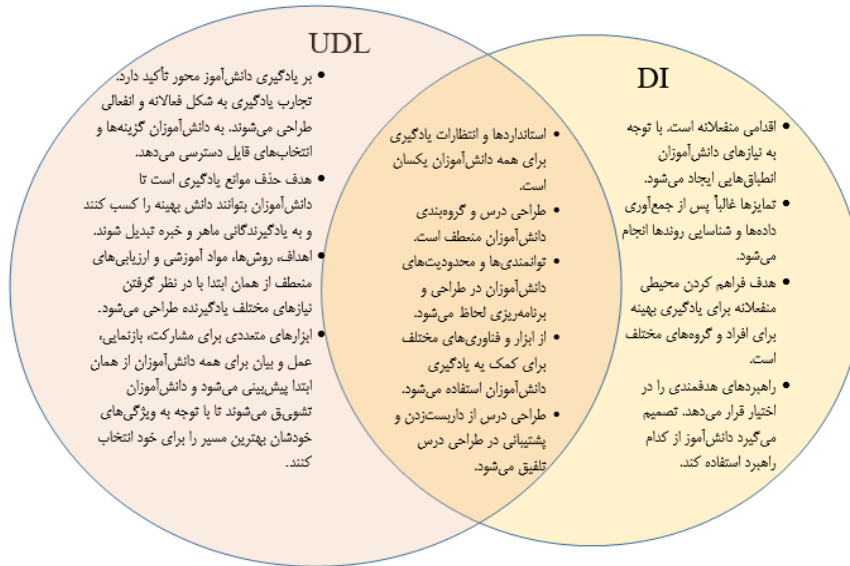 UDL
• بر یادگیری دانش‌آموز محور تأکید دارد.
تجارب یادگیری به شکل فعالانه و انفعالی
طراحی می‌شوند. به دانش‌آموزان گزینه‌ها و
انتخاب‌های قابل دسترسی می‌دهد.
• هدف حذف موانع یادگیری است تا
دانش‌آموزان بتوانند دانش بهینه را کسب کنند
و به یادگیرندگانی ماهر و خبره تبدیل شوند.
• اهداف، روش‌ها، مواد آموزشی و ارزیابی‌های
منعطف از همان ابتدا با در نظر گرفتن
نیازهای مختلف یادگیرنده طراحی می‌شود.
• ابزارهای متعددی برای مشارکت، بازنمایی،
عمل و بیان برای همه دانش‌آموزان از همان
ابتدا پیش‌بینی می‌شود و دانش‌آموزان
تشویی‌ق می‌شوند تا با توجه به ویژگی‌های
خودشان بهترین مسیر را برای خود انتخاب
کنند.
• استانداردها و انتظارات یادگیری
برای همه دانش‌آموزان یکسان
است.
• طراحی درس و گروه‌بندی
دانش‌آموزان منعطف است.
• توانمندی‌ها و محدودیت‌های
دانش‌آموزان در طراحی و
برنامه‌ریزی لحاظ می‌شود.
• از ابزار و فناوری‌های مختلف
برای کمک یه یادگیری
دانش‌آموزان استفاده می‌شود.
• طراحی درس از داربست‌زدن و
پشتیبانی در طراحی درس
تلفیق می‌شود.
DI
• اقدامی منفعلانه است. با توجه
به نیازهای دانش‌آموزان
انطباق‌هایی ایجاد می‌شود.
• تمایزها غالباً پس از جمع‌آوری
داده‌ها و شناسایی روندها انجام
می‌شود.
• هدف فراهم کردن محیطی
منفعلانه برای یادگیری بهینه
برای افراد و گروه‌های مختلف
است.
• راهبردهای هدفمندی را در
اختیار قرار می‌دهد. تصمیم
می‌گیرد دانش‌آموز از کدام
راهبرد استفاده کند.